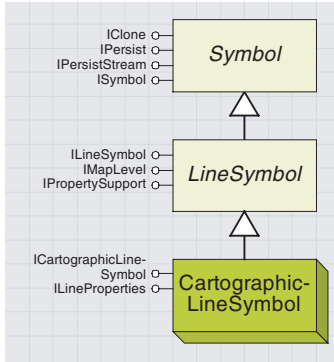 IClone
IPersist
IPersistStream
ISymbol
Symbol
ILineSymbol
IMapLevel
IPropertySupport
LineSymbol
ICartographicLine-
Symbol
ILineProperties
Cartographic-
LineSymbol